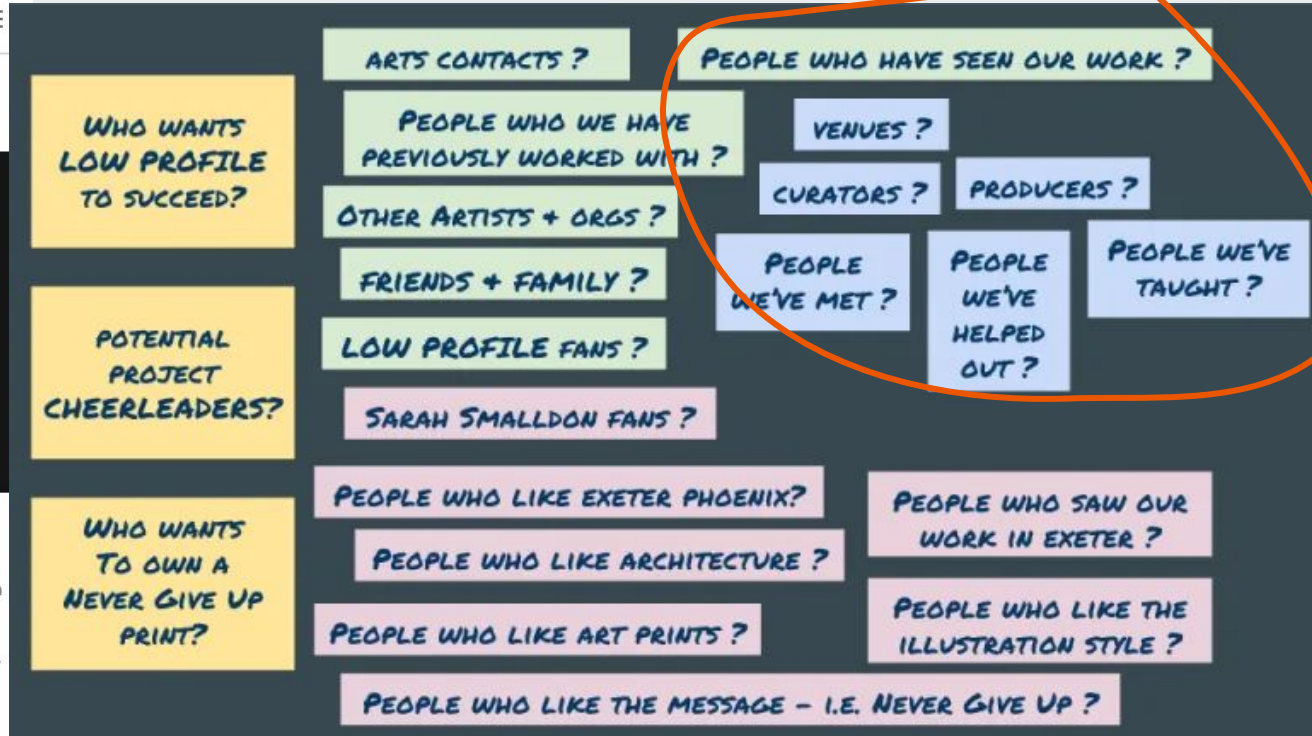 WHO WANTS
LOW PROFILE
TO SUCCEED?
POTENTIAL
PROJECT
CHEERLEADERS?
WHO WANTS
TO OWN A
NEVER GIVE UP
PRINT?
ARTS CONTACTS ?
PEOPLE WHO WE HAVE
PREVIOUSLY WORKED WITH ?
OTHER ARTISTS + ORGS ?
FRIENDS + FAMILY ?
LOW PROFILE FANS ?
SARAH SMALLDON FANS ?
PEOPLE WHO LIKE EXETER PHOENIX?
PEOPLE WHO LIKE ARCHITECTURE ?
PEOPLE WHO LIKE ART PRINTS ?
PEOPLE WHO LIKE THE MESSAGE - I.E. NEVER GIVE UP ?
PEOPLE WHO HAVE SEEN OUR WORK ?
VENUES ?
CURATORS ?
PRODUCERS ?
PEOPLE
WE'VE MET ?
PEOPLE
WE'VE
HELPED
OUT ?
PEOPLE WE'VE
TAUGHT ?
PEOPLE WHO SAW OUR
WORK IN EXETER ?
PEOPLE WHO LIKE THE
ILLUSTRATION STYLE ?